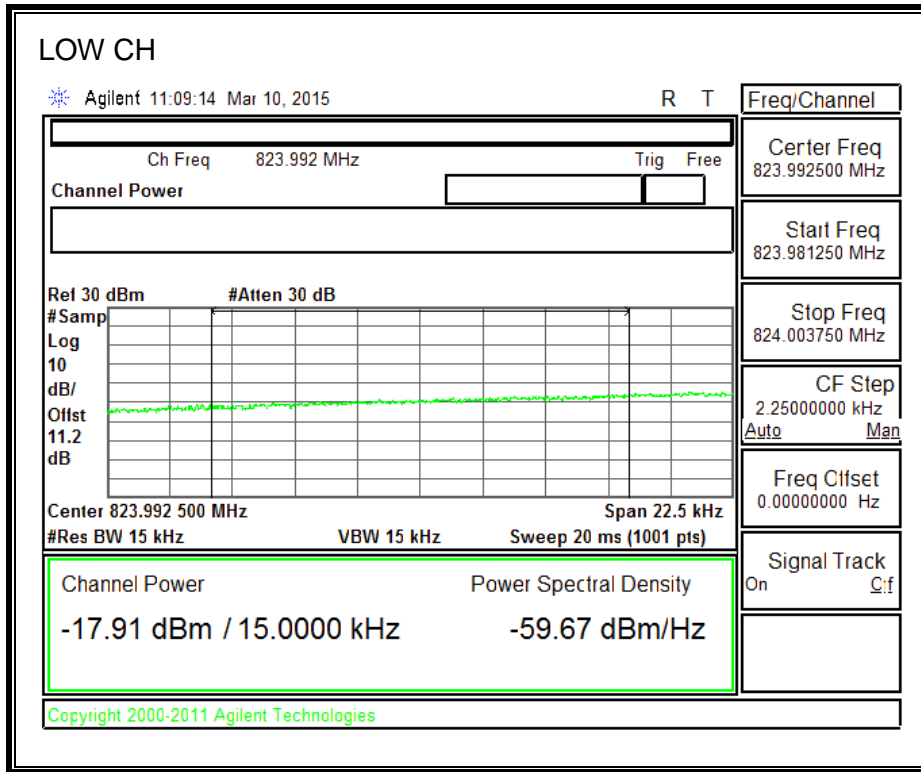 LOW CH
Agilent 11:09:14 Mar 10, 2015 R T
Freq/Channel
Ch Freq 823.992 MHz Trig Free
Channel Power
Center Freq
823.992500 MHz
Start Freq
823.981250 MHz
Stop Freq
824.003750 MHz
CF Step
2.25000000 kHz
Auto Man
Freq Offset
0.00000000 Hz
Signal Track
On Off
Ref 30 dBm #Atten 30 dB
#Samp
Log
10
dB/
Offst
11.2
dB
Center 823.992 500 MHz Span 22.5 kHz
#Res BW 15 kHz VBW 15 kHz Sweep 20 ms (1001 pts)
Channel Power Power Spectral Density
-17.91 dBm / 15.0000 kHz -59.67 dBm/Hz
Copyright 2000-2011 Agilent Technologies